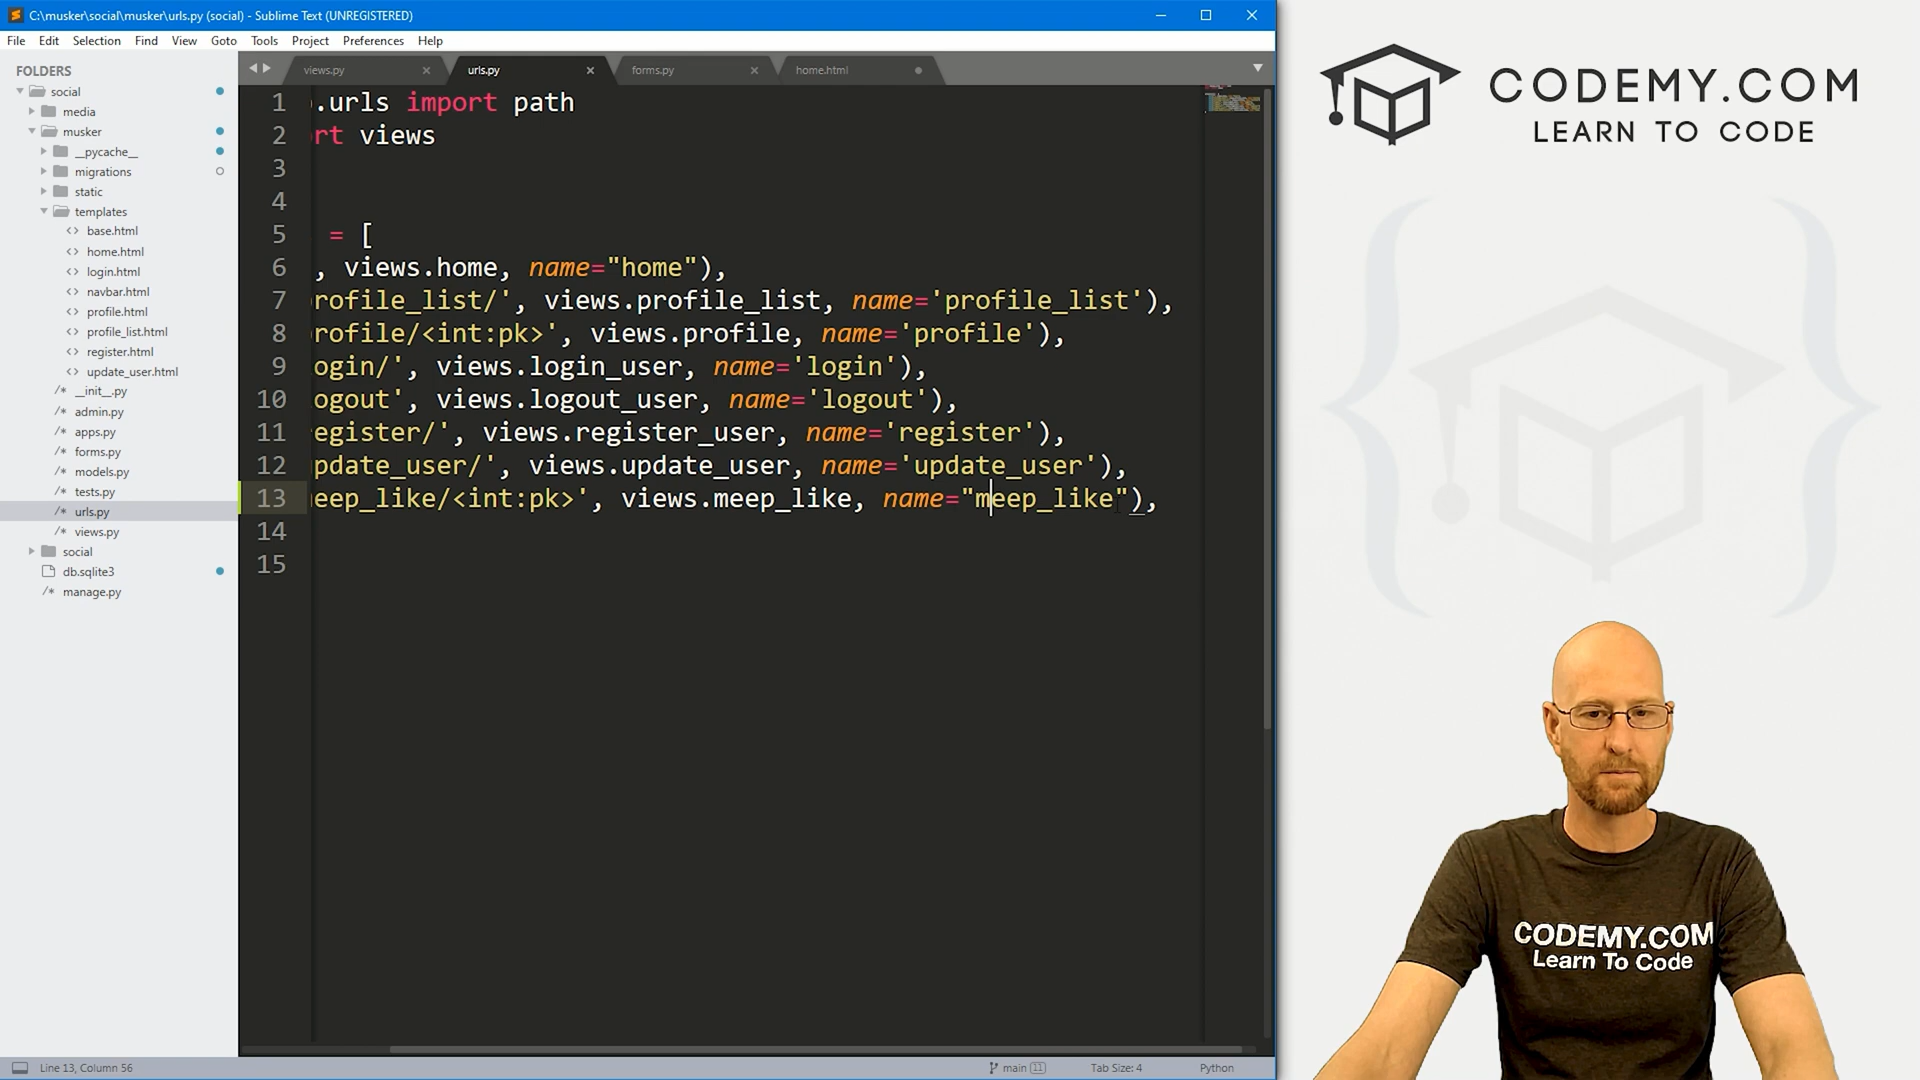 C:\musker\social\musker\urls.py (social) - Sublime Text (UNREGISTERED)
File Edit Selection Find View Goto Tools Project Preferences Help
FOLDERS
social
media
musker
__pycache__
migrations
static
templates
base.html
home.html
login.html
navbar.html
profile.html
profile_list.html
register.html
update_user.html
__init__.py
admin.py
apps.py
forms.py
models.py
tests.py
urls.py
views.py
social
db.sqlite3
manage.py
views.py urls.py forms.py home.html
1 .urls import path
2 rt views
3
4
5 = [
6 , views.home, name="home"),
7 rofile_list/', views.profile_list, name='profile_list'),
8 rofile/<int:pk>', views.profile, name='profile'),
9 ogin/', views.login_user, name='login'),
10 ogout', views.logout_user, name='logout'),
11 egister/', views.register_user, name='register'),
12 pdate_user/', views.update_user, name='update_user'),
13 eep_like/<int:pk>', views.meep_like, name="meep_like"),
14
15
Line 13, Column 56
main 11
Tab Size: 4
Python
CODEMY.COM
LEARN TO CODE
CODEMY.COM
Learn To Code